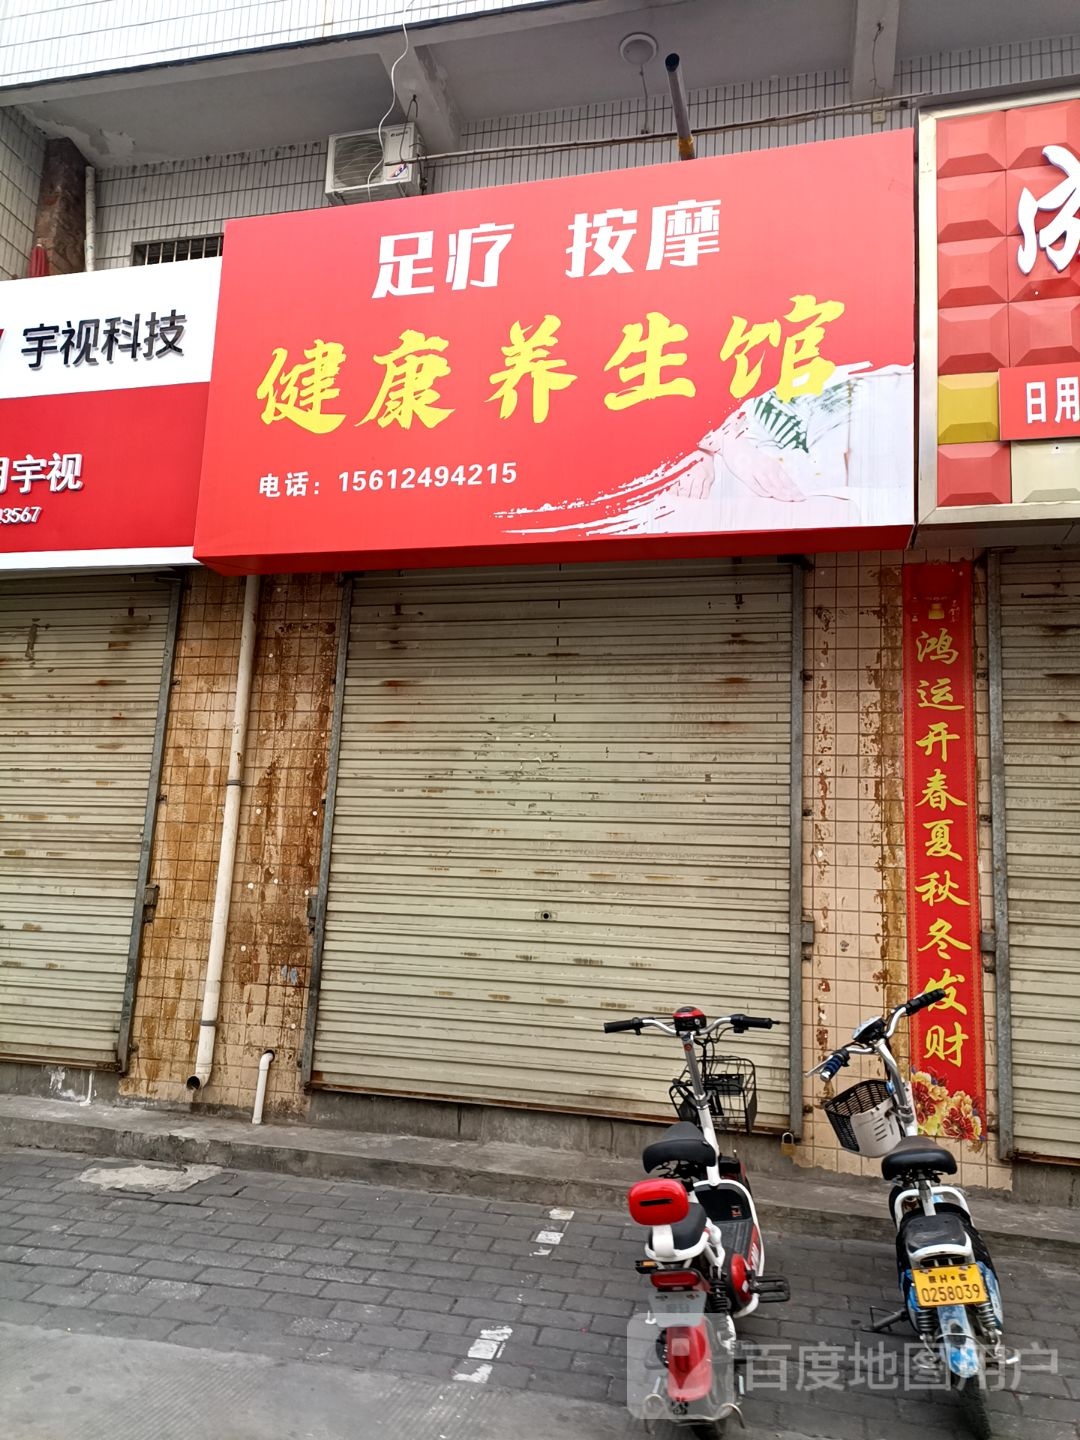 足疗 按摩
健康养生馆
电话：15612494215
宇视科技
用宇视
日用
鸿运开春夏秋冬发财
0258039
百度地图用户